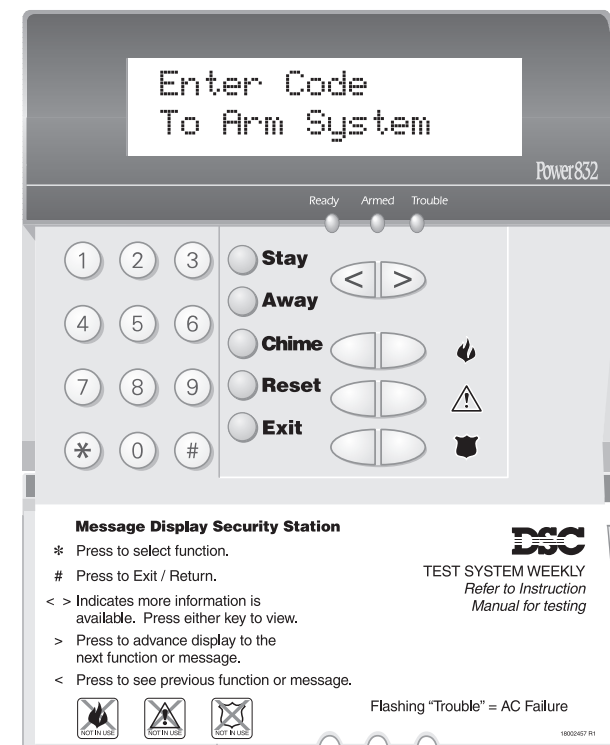 Enter Code
To Arm System
Power832
Ready Armed Trouble
1 2 3
Stay
< >
Away
4 5 6
Chime
7 8 9
Reset
Exit
* 0 #
Message Display Security Station
* Press to select function.
# Press to Exit / Return.
< > Indicates more information is
available. Press either key to view.
> Press to advance display to the
next function or message.
< Press to see previous function or message.
DSC
TEST SYSTEM WEEKLY
Refer to Instruction
Manual for testing
NOT IN USE NOT IN USE NOT IN USE
Flashing "Trouble" = AC Failure
18002457 R1